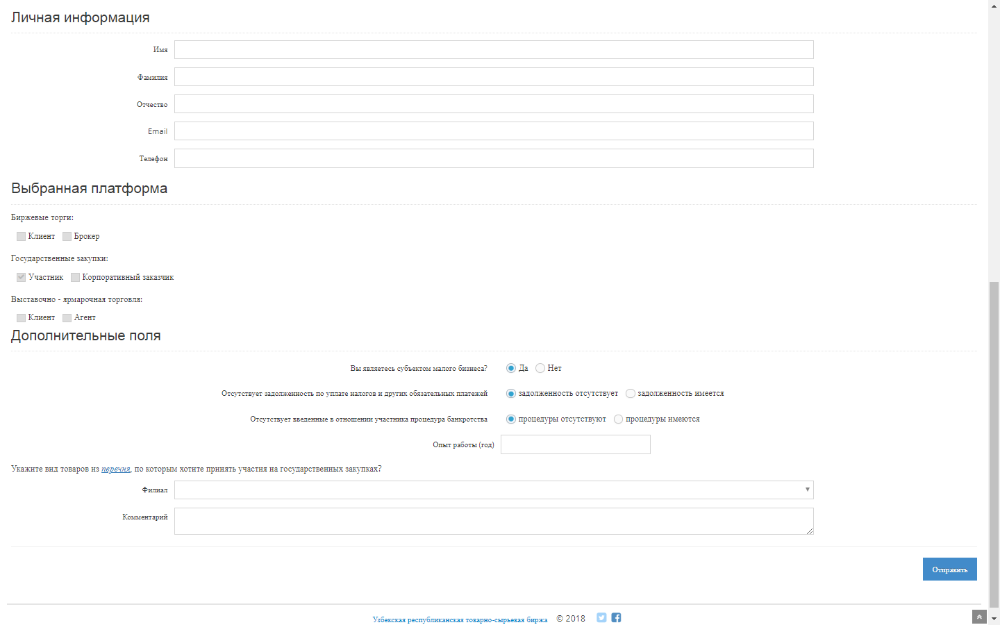 Личная информация
Имя
Фамилия
Отчество
Email
Телефон
Выбранная платформа
Биржевые торги:
Клиент Брокер
Государственные закупки:
Участник Корпоративный заказчик
Выставочно - ярмарочная торговля:
Клиент Агент
Дополнительные поля
Вы являетесь субъектом малого бизнеса? Да Нет
Отсутствует задолженность по уплате налогов и других обязательных платежей задолженность отсутствует задолженность имеется
Отсутствует введенные в отношении участника процедура банкротства процедуры отсутствуют процедуры имеются
Опыт работы (год)
Укажите вид товаров из перечня, по которым хотите принять участия на государственных закупках?
Филиал
Комментарий
Отправить
Узбекская республиканская товарно-сырьевая биржа © 2018